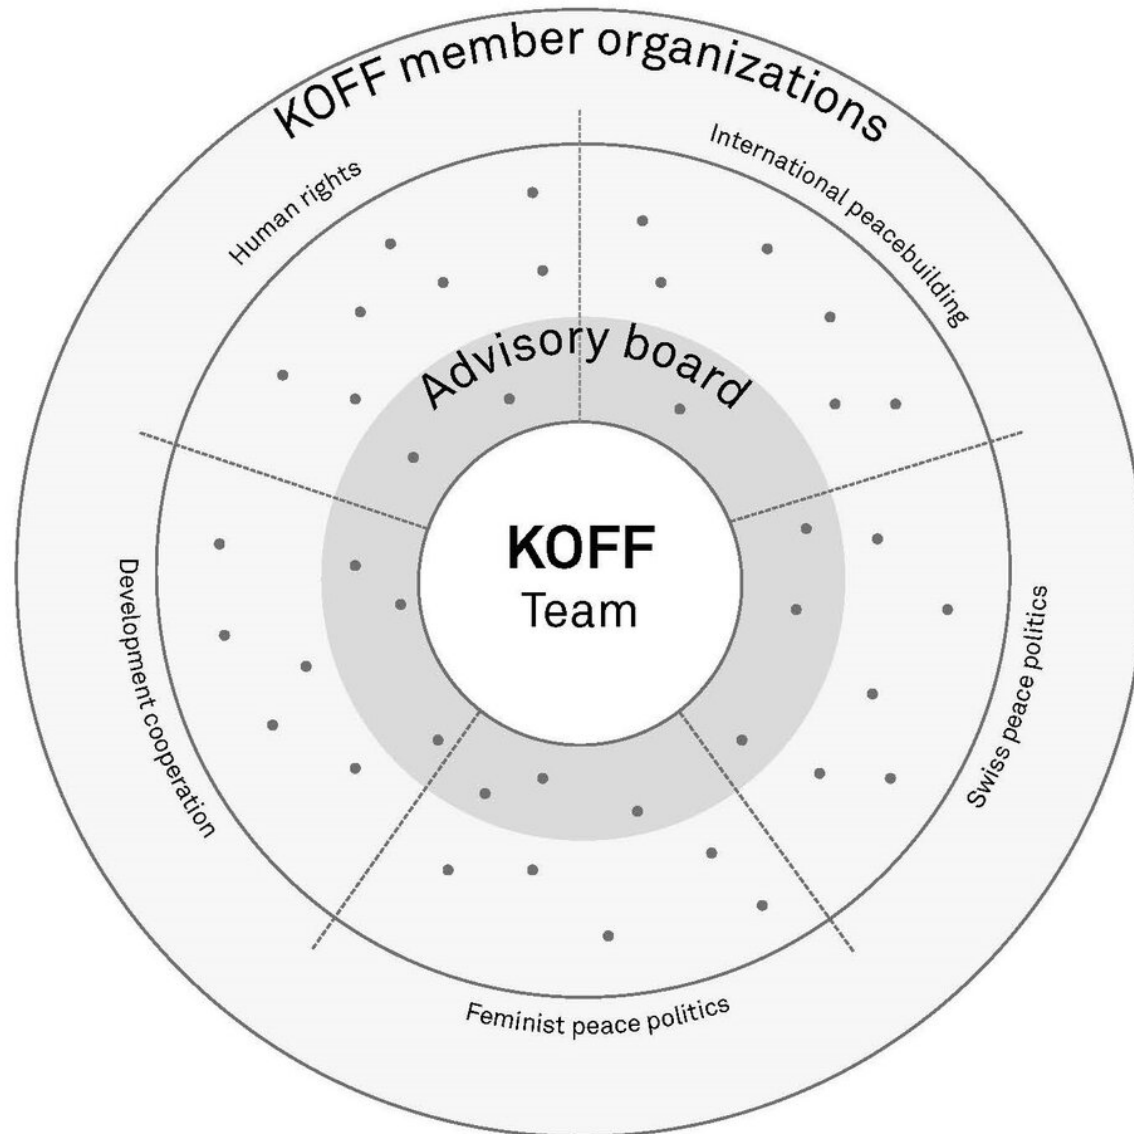 KOFF member organizations
Human rights
International peacebuilding
Advisory board
KOFF
Team
Development cooperation
Swiss peace politics
Feminist peace politics